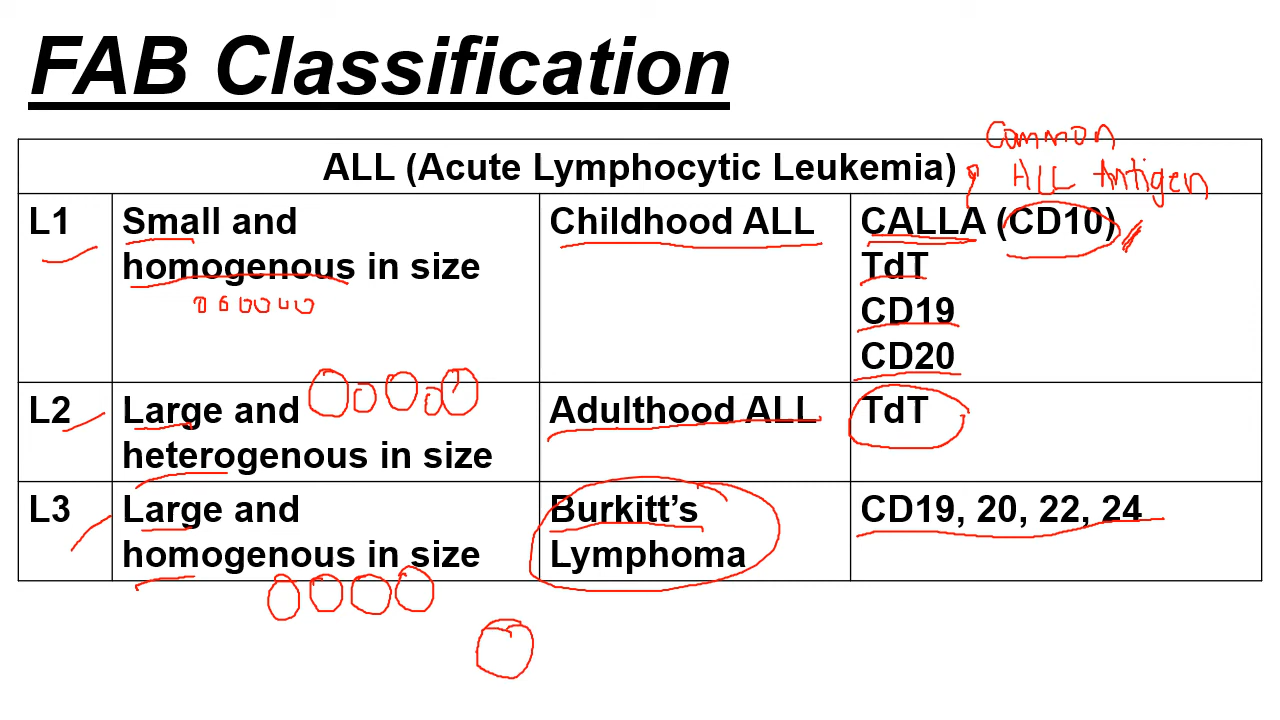 FAB Classification
Common
ALL (Acute Lymphocytic Leukemia)
ALL Antigen
L1
Small and
homogenous in size
Childhood ALL
CALLA (CD10)
TdT
CD19
CD20
L2
Large and
heterogenous in size
Adulthood ALL
TdT
L3
Large and
homogenous in size
Burkitt's
Lymphoma
CD19, 20, 22, 24